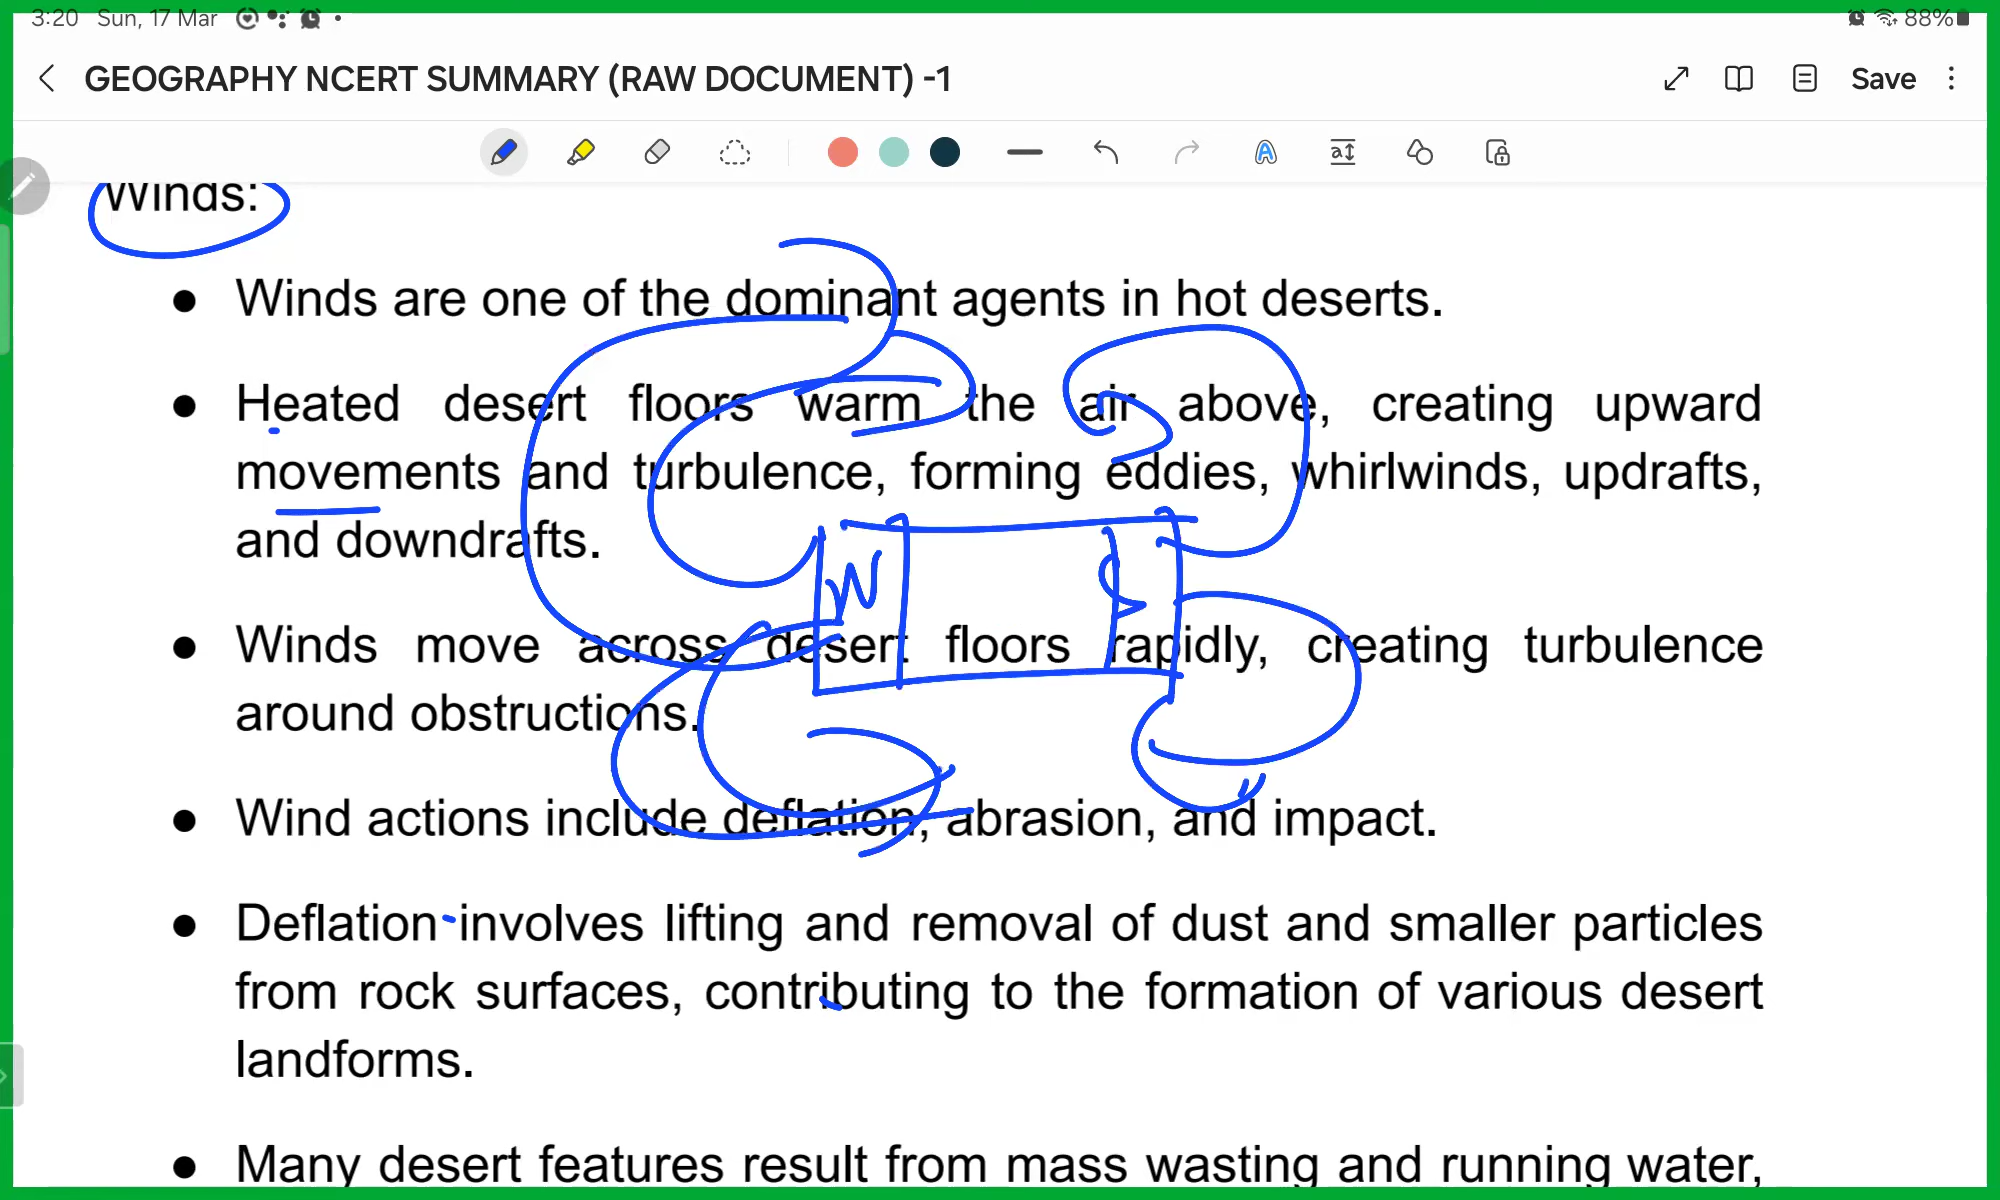 3:20 Sun, 17 Mar 88%
GEOGRAPHY NCERT SUMMARY (RAW DOCUMENT) -1 Save
Winds:
● Winds are one of the dominant agents in hot deserts.
● Heated desert floors warm the air above, creating upward
movements and turbulence, forming eddies, whirlwinds, updrafts,
and downdrafts.
● Winds move across desert floors rapidly, creating turbulence
around obstructions.
● Wind actions include deflation, abrasion, and impact.
● Deflation involves lifting and removal of dust and smaller particles
from rock surfaces, contributing to the formation of various desert
landforms.
● Many desert features result from mass wasting and running water,